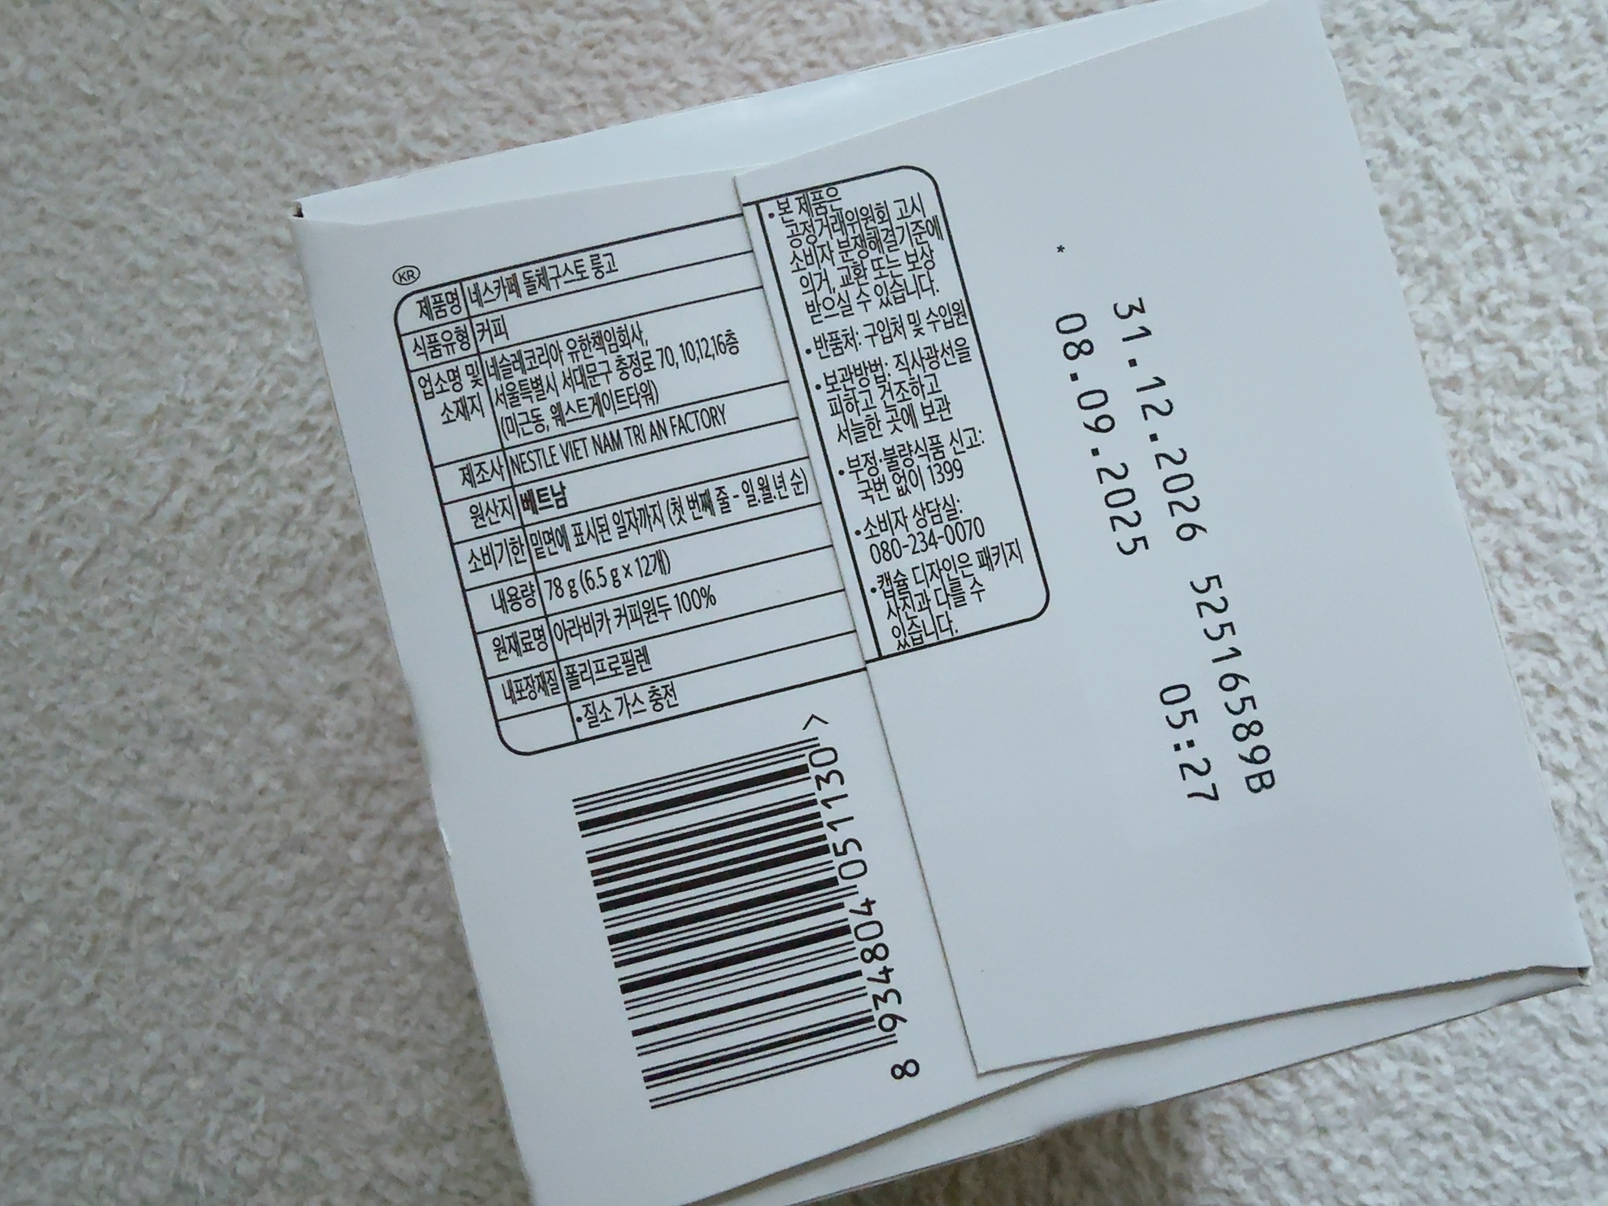 KR
제품명 네스카페 돌체구스토 룽고
식품유형 커피
업소명 및 소재지 네슬레코리아 유한책임회사,
서울특별시 서대문구 충정로 70, 10,12,16층
(미근동, 웨스트게이트타워)
제조사 NESTLE VIET NAM TRI AN FACTORY
원산지 베트남
소비기한 밑면에 표시된 일자까지 (첫 번째 줄 - 일.월.년 순)
내용량 78 g (6.5 g x 12개)
원재료명 아라비카 커피원두 100%
내포장재질 폴리프로필렌
•질소 가스 충전
•본 제품은
공정거래위원회 고시
소비자 분쟁해결기준에
의거, 교환 또는 보상
받으실 수 있습니다.
•반품처: 구입처 및 수입원
•보관방법: 직사광선을
피하고 건조하고
서늘한 곳에 보관
•부정·불량식품 신고:
국번 없이 1399
•소비자 상담실:
080-234-0070
•캡슐 디자인은 패키지
사진과 다를 수
있습니다.
*
31.12.2026 52516589B
08.09.2025 05:27
8 934804 051130 >